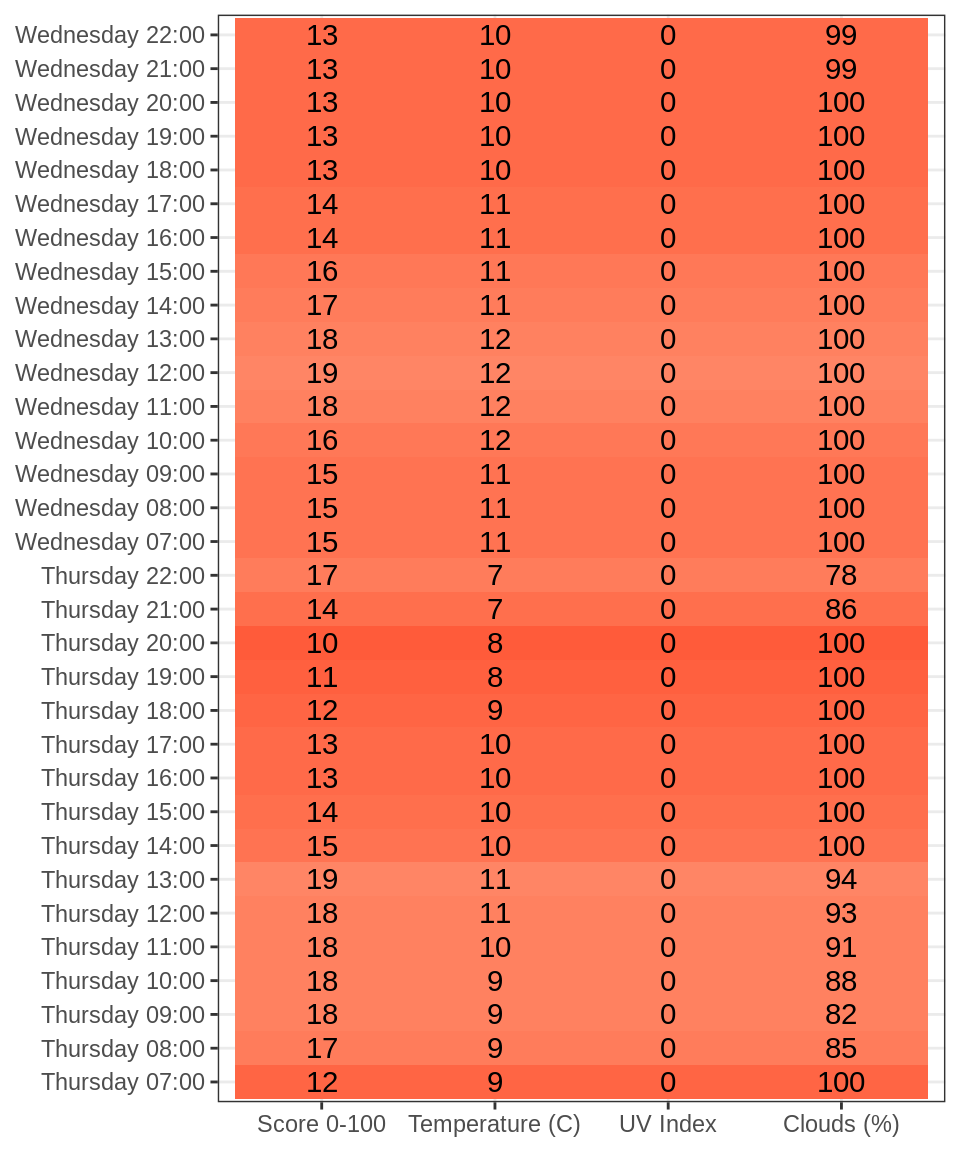 Wednesday 22:00 13 10 0 99
Wednesday 21:00 13 10 0 99
Wednesday 20:00 13 10 0 100
Wednesday 19:00 13 10 0 100
Wednesday 18:00 13 10 0 100
Wednesday 17:00 14 11 0 100
Wednesday 16:00 14 11 0 100
Wednesday 15:00 16 11 0 100
Wednesday 14:00 17 11 0 100
Wednesday 13:00 18 12 0 100
Wednesday 12:00 19 12 0 100
Wednesday 11:00 18 12 0 100
Wednesday 10:00 16 12 0 100
Wednesday 09:00 15 11 0 100
Wednesday 08:00 15 11 0 100
Wednesday 07:00 15 11 0 100
Thursday 22:00 17 7 0 78
Thursday 21:00 14 7 0 86
Thursday 20:00 10 8 0 100
Thursday 19:00 11 8 0 100
Thursday 18:00 12 9 0 100
Thursday 17:00 13 10 0 100
Thursday 16:00 13 10 0 100
Thursday 15:00 14 10 0 100
Thursday 14:00 15 10 0 100
Thursday 13:00 19 11 0 94
Thursday 12:00 18 11 0 93
Thursday 11:00 18 10 0 91
Thursday 10:00 18 9 0 88
Thursday 09:00 18 9 0 82
Thursday 08:00 17 9 0 85
Thursday 07:00 12 9 0 100
Score 0-100 Temperature (C) UV Index Clouds (%)